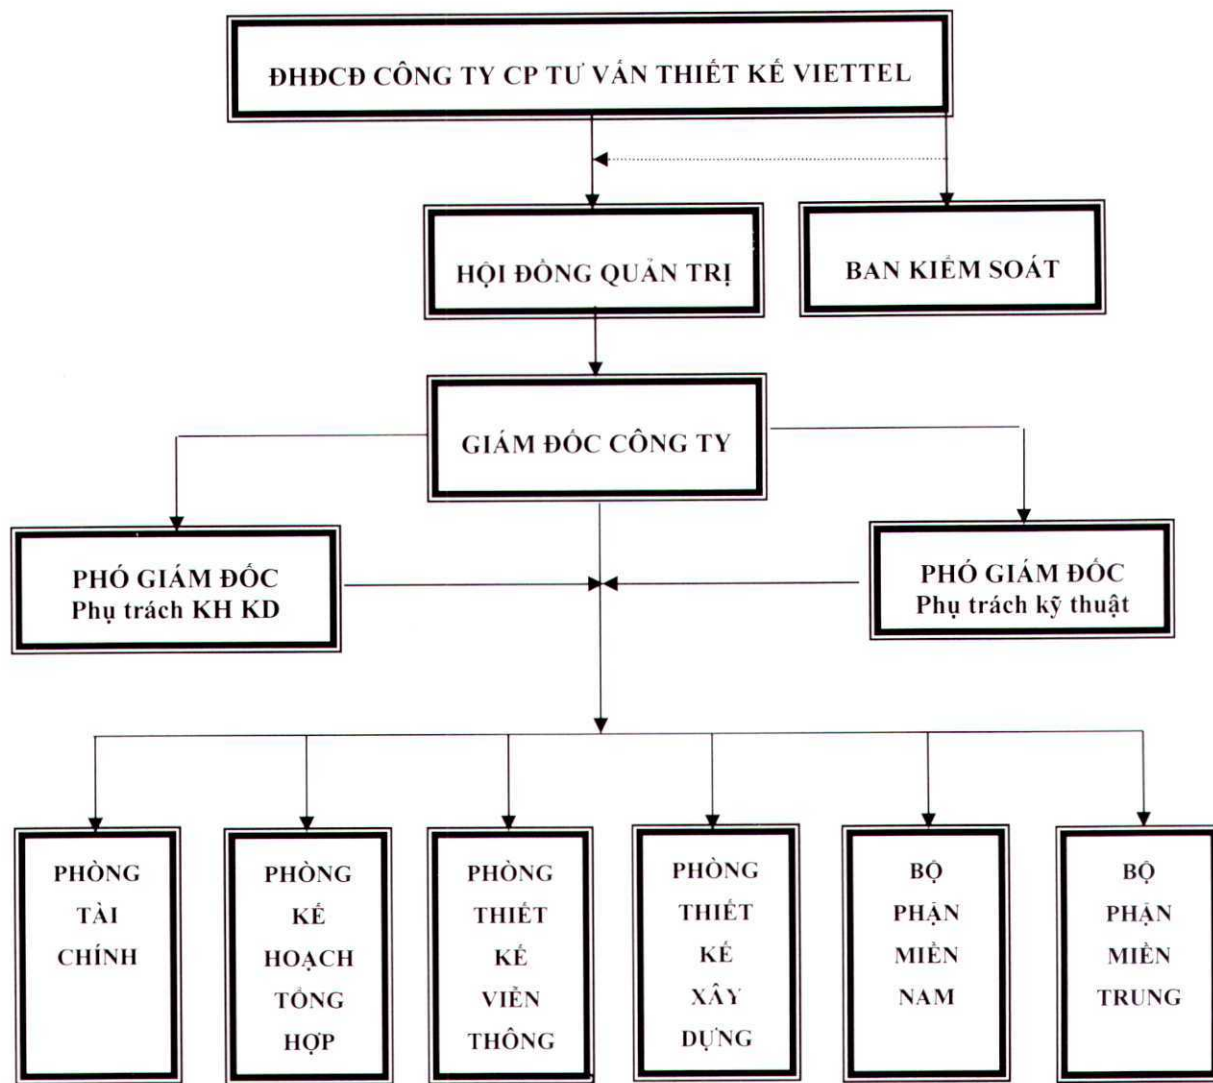 ĐHĐCĐ CÔNG TY CP TƯ VẤN THIẾT KẾ VIETTEL
HỘI ĐỒNG QUẢN TRỊ
BAN KIỂM SOÁT
GIÁM ĐỐC CÔNG TY
PHÓ GIÁM ĐỐC
Phụ trách KH KD
PHÓ GIÁM ĐỐC
Phụ trách kỹ thuật
PHÒNG
TÀI
CHÍNH
PHÒNG
KẾ
HOẠCH
TỔNG
HỢP
PHÒNG
THIẾT
KẾ
VIỄN
THÔNG
PHÒNG
THIẾT
KẾ
XÂY
DỰNG
BỘ
PHẬN
MIỀN
NAM
BỘ
PHẬN
MIỀN
TRUNG